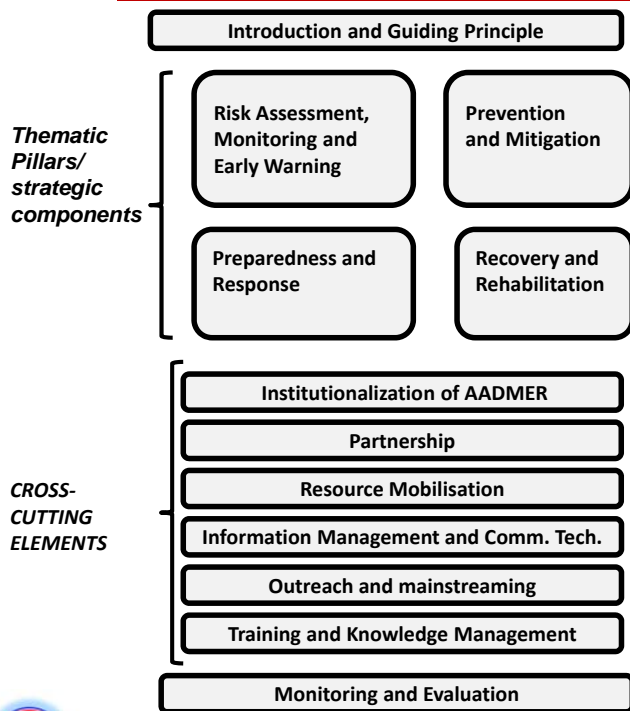 Introduction and Guiding Principle
Thematic
Pillars/
strategic
components
Risk Assessment,
Monitoring and
Early Warning
Prevention
and Mitigation
Preparedness and
Response
Recovery and
Rehabilitation
CROSS-
CUTTING
ELEMENTS
Institutionalization of AADMER
Partnership
Resource Mobilisation
Information Management and Comm. Tech.
Outreach and mainstreaming
Training and Knowledge Management
Monitoring and Evaluation